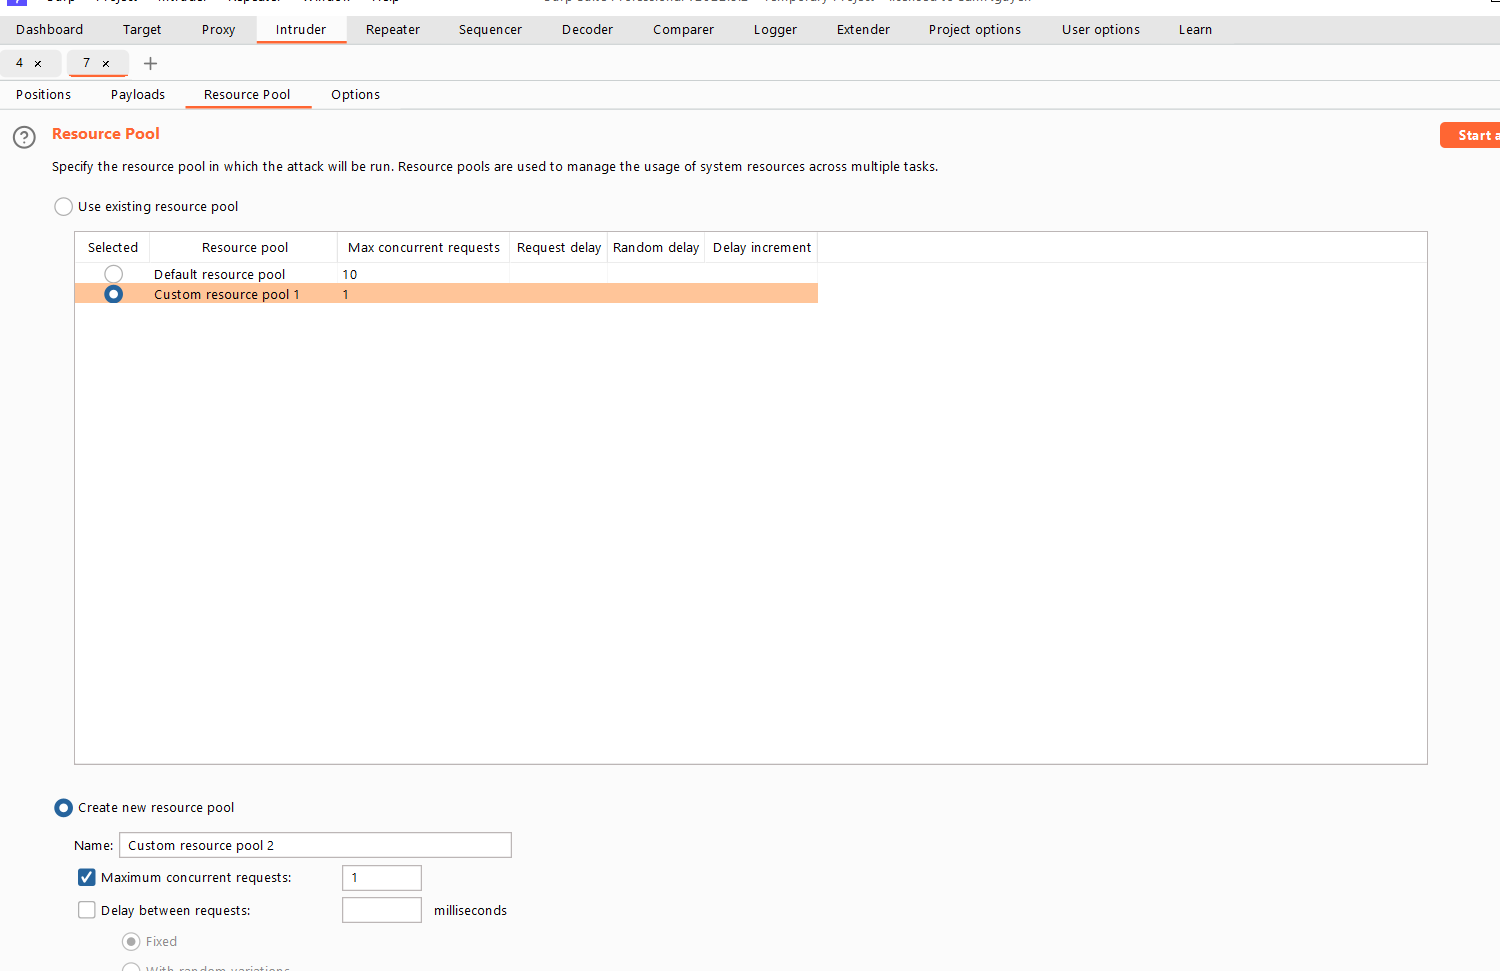 Dashboard Target Proxy Intruder Repeater Sequencer Decoder Comparer Logger Extender Project options User options Learn
4 × 7 × +
Positions Payloads Resource Pool Options
? Resource Pool
Start a
Specify the resource pool in which the attack will be run. Resource pools are used to manage the usage of system resources across multiple tasks.
Use existing resource pool
Selected Resource pool Max concurrent requests Request delay Random delay Delay increment
Default resource pool 10
Custom resource pool 1 1
Create new resource pool
Name: Custom resource pool 2
Maximum concurrent requests: 1
Delay between requests: milliseconds
Fixed
With random variations